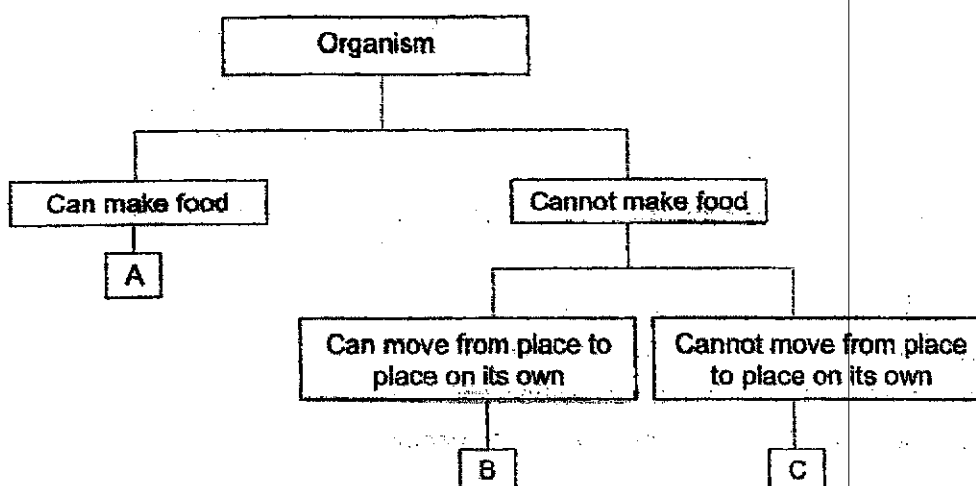 Organism
Can make food
Cannot make food
A
Can move from place to
place on its own
Cannot move from place
to place on its own
B
C